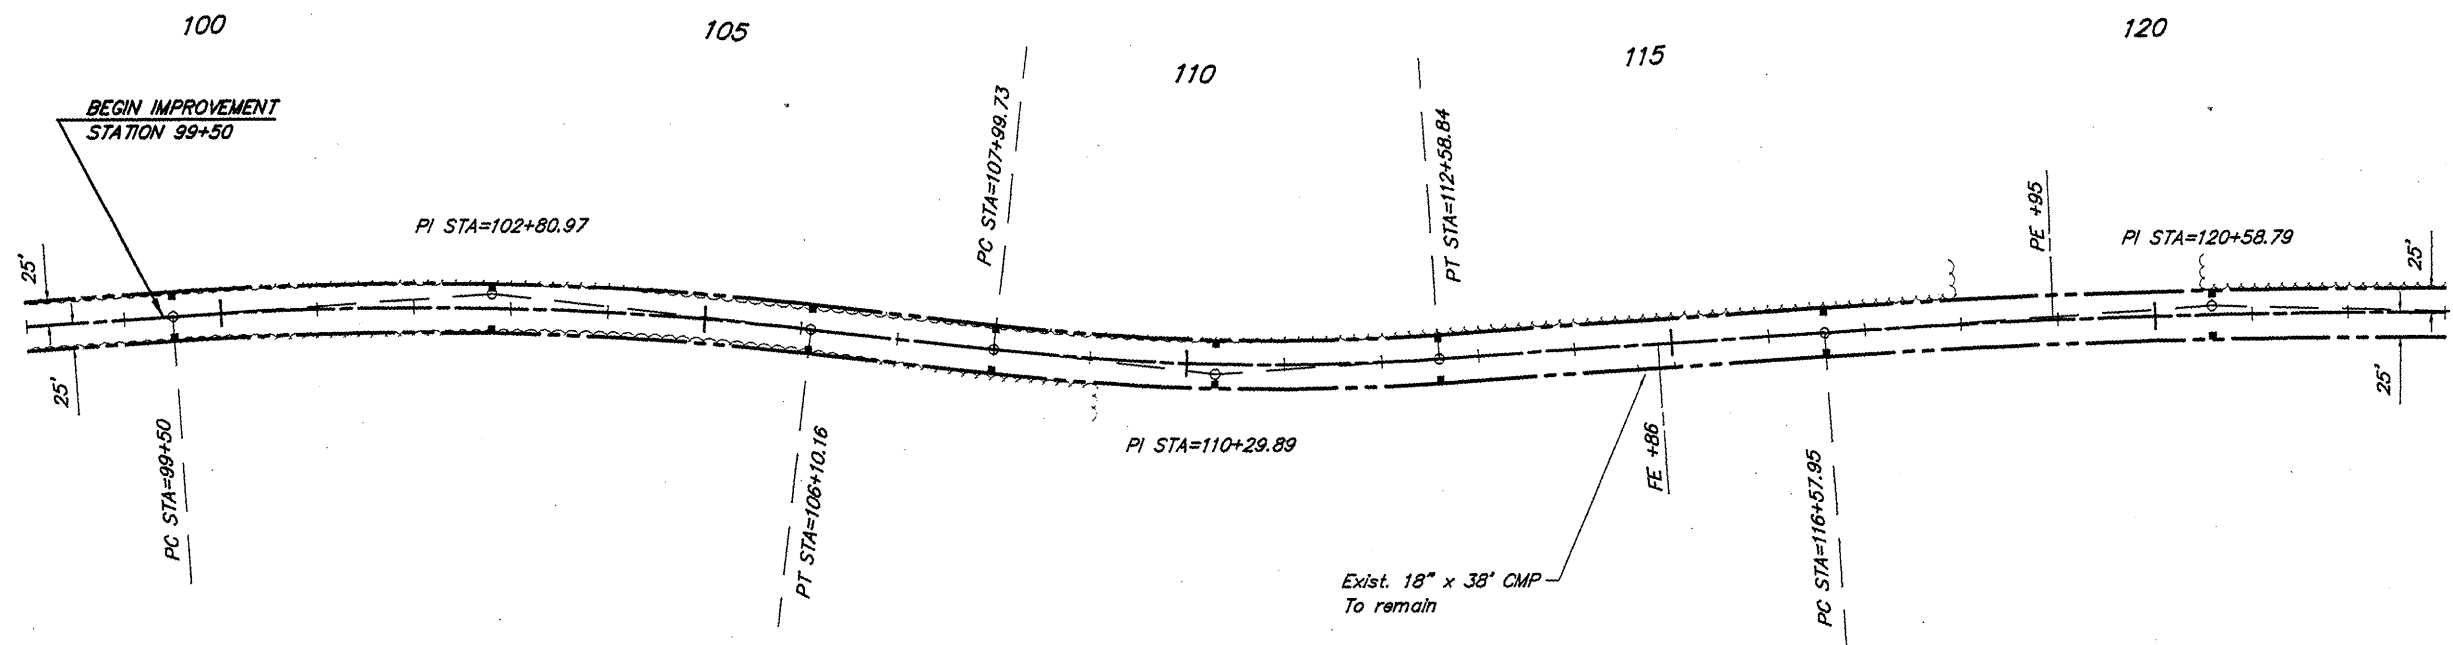 100
105
110
115
120
BEGIN IMPROVEMENT
STATION 99+50
PC STA=107+99.73
PT STA=112+58.84
PI STA=102+80.97
PE +95
PI STA=120+58.79
25'
25'
25'
25'
PC STA=99+50
PT STA=106+10.16
PI STA=110+29.89
FE +86
PC STA=116+57.95
Exist. 18" x 38' CMP
To remain